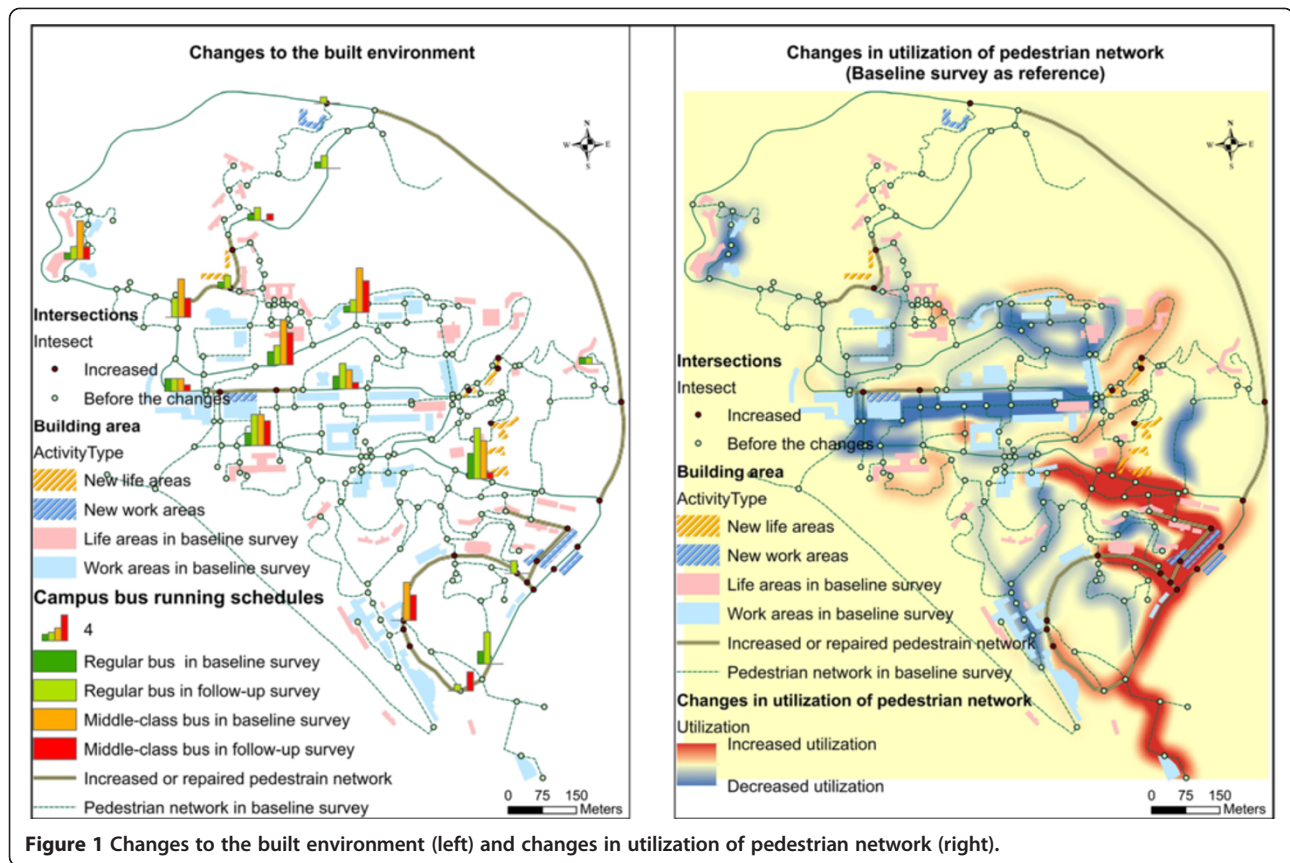 Changes to the built environment
N
W E
S
Intersections
Intesect
Increased
Before the changes
Building area
ActivityType
New life areas
New work areas
Life areas in baseline survey
Work areas in baseline survey
Campus bus running schedules
4
Regular bus in baseline survey
Regular bus in follow-up survey
Middle-class bus in baseline survey
Middle-class bus in follow-up survey
Increased or repaired pedestrain network
Pedestrian network in baseline survey
0 75 150
Meters
Changes in utilization of pedestrian network
(Baseline survey as reference)
N
W E
S
Intersections
Intesect
Increased
Before the changes
Building area
ActivityType
New life areas
New work areas
Life areas in baseline survey
Work areas in baseline survey
Increased or repaired pedestrain network
Pedestrian network in baseline survey
Changes in utilization of pedestrian network
Utilization
Increased utilization
Decreased utilization
0 75 150
Meters
Figure 1 Changes to the built environment (left) and changes in utilization of pedestrian network (right).